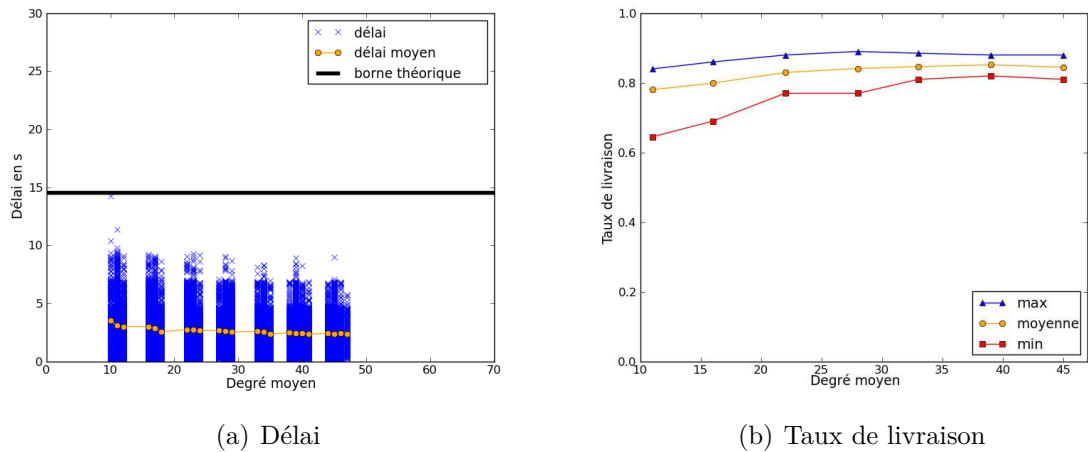 30
25
20
15
10
5
0
0
10
20
30
40
50
60
70
Délai en s
Degré moyen
délai
délai moyen
borne théorique
(a) Délai
1.0
0.8
0.6
0.4
0.2
0.0
15
20
25
30
35
40
45
Taux de livraison
Degré moyen
max
moyenne
min
(b) Taux de livraison